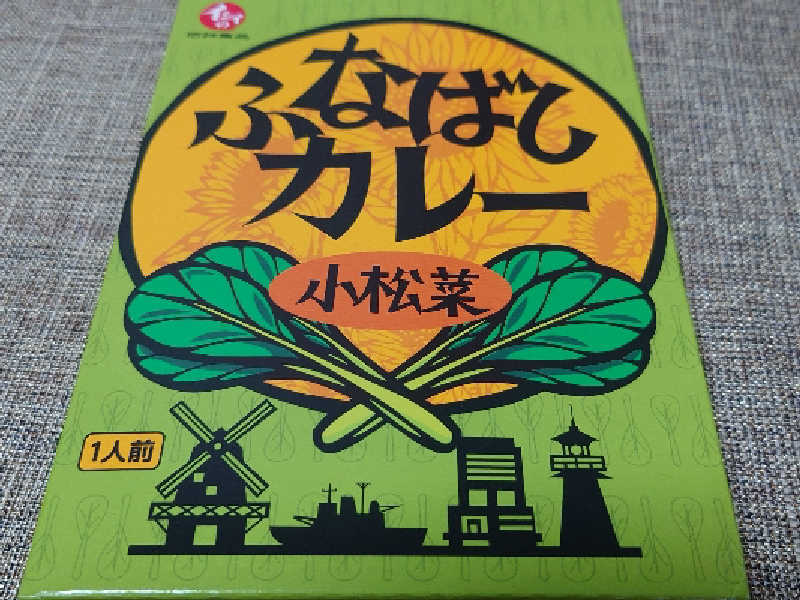 ふなばし
カレー
小松菜
1人前